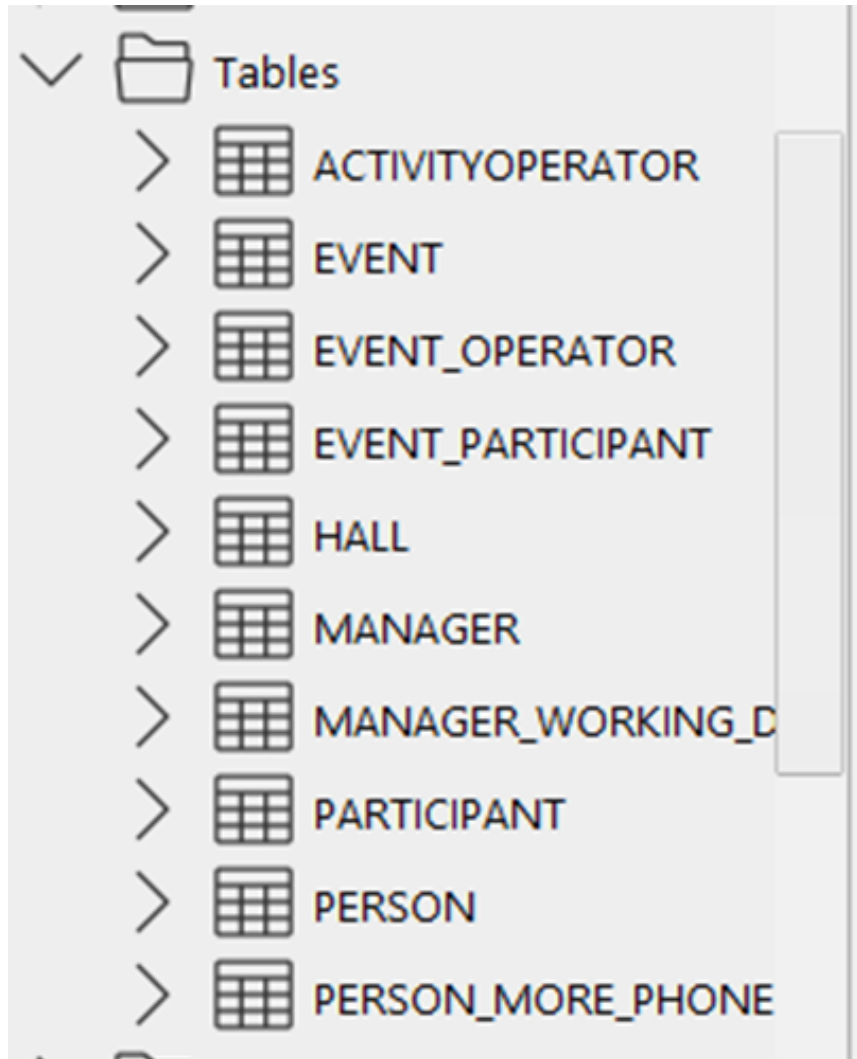 Tables
ACTIVITYOPERATOR
EVENT
EVENT_OPERATOR
EVENT_PARTICIPANT
HALL
MANAGER
MANAGER_WORKING_D
PARTICIPANT
PERSON
PERSON_MORE_PHONE